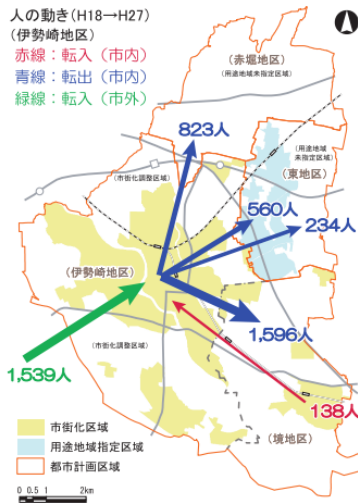 人の動き(H18→H27)
(伊勢崎地区)
赤線：転入（市内）
青線：転出（市内）
緑線：転入（市外）
(赤堀地区)
(用途地域未指定区域)
823人
(用途地域
未指定区域)
(市街化調整区域)
(東地区)
560人
234人
(伊勢崎地区)
1,596人
(市街化調整区域)
1,539人
138人
(境地区)
市街化区域
用途地域指定区域
都市計画区域
0 0.5 1 2km